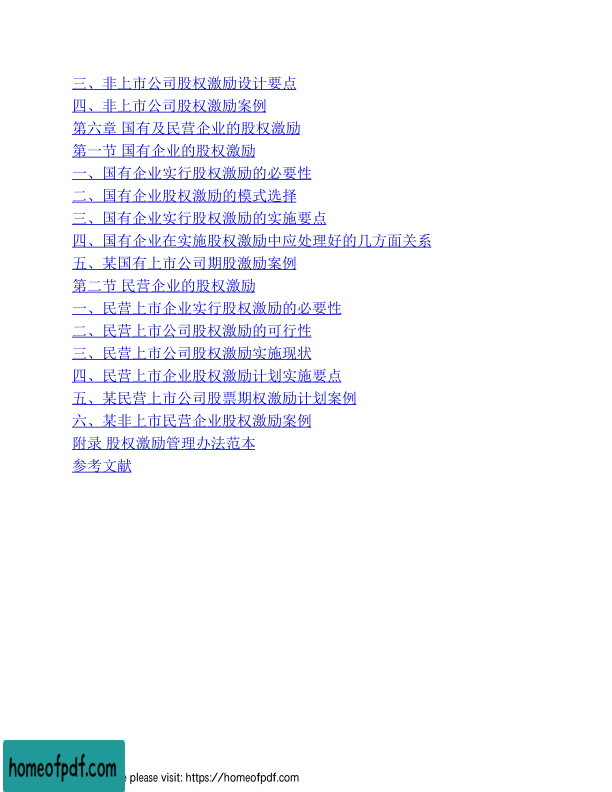 三、非上市公司股权激励设计要点
四、非上市公司股权激励案例
第六章 国有及民营企业的股权激励
第一节 国有企业的股权激励
一、国有企业实行股权激励的必要性
二、国有企业股权激励的模式选择
三、国有企业实行股权激励的实施要点
四、国有企业在实施股权激励中应处理好的几方面关系
五、某国有上市公司期股激励案例
第二节 民营企业的股权激励
一、民营上市企业实行股权激励的必要性
二、民营上市公司股权激励的可行性
三、民营上市公司股权激励实施现状
四、民营上市企业股权激励计划实施要点
五、某民营上市公司股票期权激励计划案例
六、某非上市民营企业股权激励案例
附录 股权激励管理办法范本
参考文献
homeofpdf.com
please visit: https://homeofpdf.com